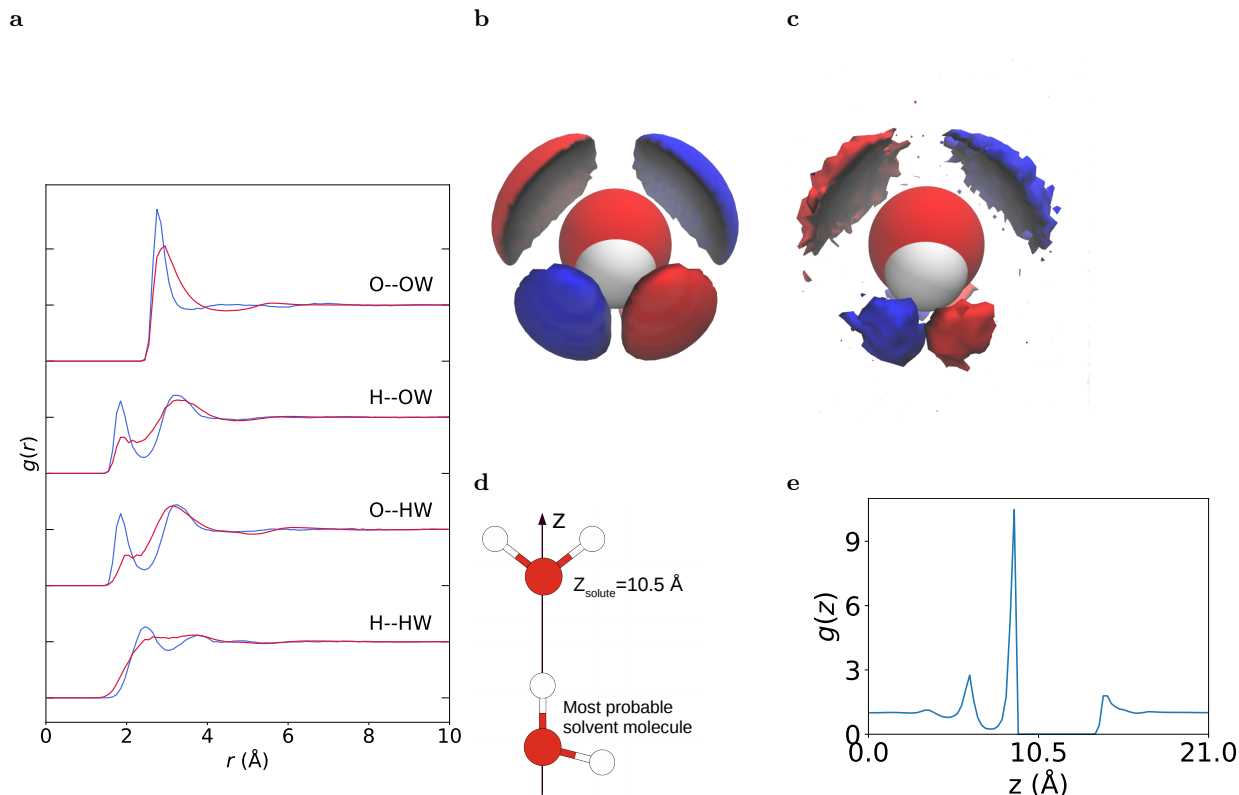 a
b
c
O--OW
H--OW
O--HW
H--HW
g(r)
0
2
4
6
8
10
r (Å)
d
z
Z_solute=10.5 Å
Most probable
solvent molecule
e
9
6
3
0
g(z)
0.0
10.5
21.0
z (Å)